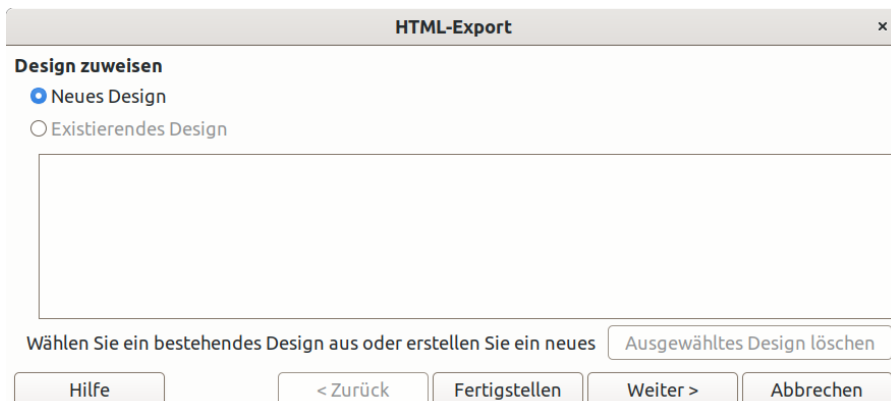 HTML-Export ×
Design zuweisen
Neues Design
Existierendes Design
Wählen Sie ein bestehendes Design aus oder erstellen Sie ein neues Ausgewähltes Design löschen
Hilfe < Zurück Fertigstellen Weiter > Abbrechen